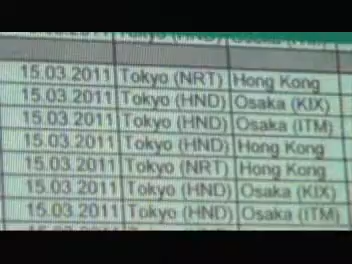 15.03.2011 Tokyo (NRT) Hong Kong
15.03.2011 Tokyo (HND) Osaka (KIX)
15.03.2011 Tokyo (HND) Osaka (ITM)
15.03.2011 Tokyo (HND) Hong Kong
15.03.2011 Tokyo (NRT) Hong Kong
15.03.2011 Tokyo (HND) Osaka (KIX)
15.03.2011 Tokyo (HND) Osaka (ITM)